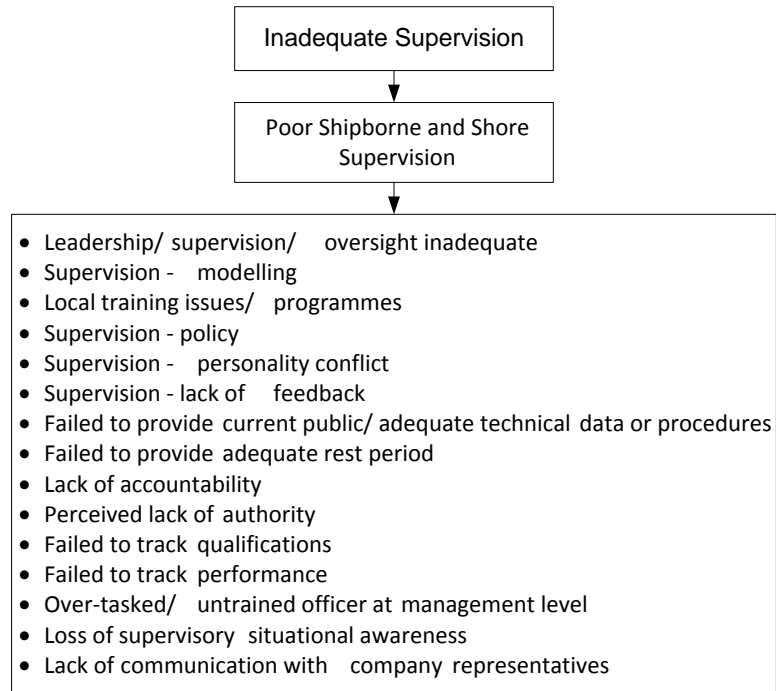 Inadequate Supervision
Poor Shipborne and Shore
Supervision
• Leadership/ supervision/ oversight inadequate
• Supervision - modelling
• Local training issues/ programmes
• Supervision - policy
• Supervision - personality conflict
• Supervision - lack of feedback
• Failed to provide current public/ adequate technical data or procedures
• Failed to provide adequate rest period
• Lack of accountability
• Perceived lack of authority
• Failed to track qualifications
• Failed to track performance
• Over-tasked/ untrained officer at management level
• Loss of supervisory situational awareness
• Lack of communication with company representatives